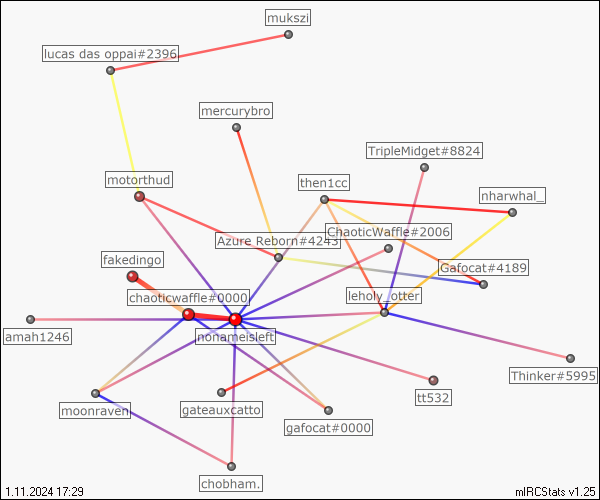 mukszi
lucas das oppai#2396
mercurybro
TripleMidget#8824
motorthud
then1cc
nharwhal_
ChaoticWaffle#2006
Azure Reborn#4243
fakedingo
Gafocat#4189
chaoticwaffle#0000
leholy_otter
amah1246
nonameisleft
Thinker#5995
tt532
moonraven
gateauxcatto
gafocat#0000
chobham.
1.11.2024 17:29
mIRCStats v1.25